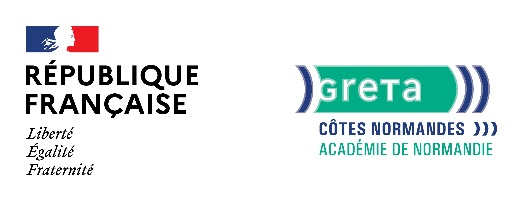 RÉPUBLIQUE
FRANÇAISE
Liberté
Égalité
Fraternité
GreTa
CÔTES NORMANDES
ACADÉMIE DE NORMANDIE